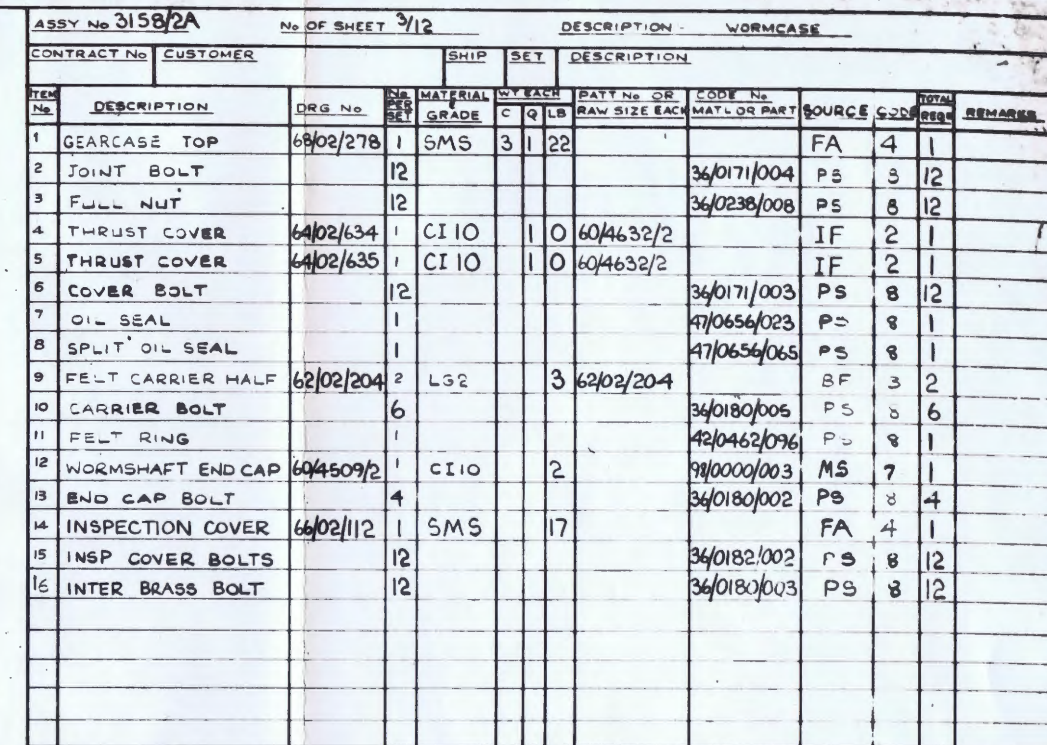 ASSY No 3158/2A No OF SHEET 3/12 DESCRIPTION - WORMCASE
CONTRACT No CUSTOMER SHIP SET DESCRIPTION
ITEM No DESCRIPTION DRG No No. PER SET MATERIAL & GRADE WT EACH C Q LB PATT No OR RAW SIZE EACH CODE No. MATL OR PART SOURCE CODE TOTAL REQD REMARKS
1 GEARCASE TOP 68/02/278 1 SMS 3 1 22 FA 4 1
2 JOINT BOLT 12 36/0171/004 PS 12
3 FULL NUT 12 36/0238/008 PS 8 12
4 THRUST COVER 64/02/634 1 CI 10 1 0 60/4632/2 IF 2 1
5 THRUST COVER 64/02/635 1 CI 10 1 0 60/4632/2 IF 2 1
6 COVER BOLT 12 36/0171/003 PS 8 12
7 OIL SEAL 1 47/0656/023 PS 8 1
8 SPLIT OIL SEAL 1 47/0656/065 PS 8 1
9 FELT CARRIER HALF 62/02/204 2 LG2 3 62/02/204 BF 3 2
10 CARRIER BOLT 6 36/0180/005 PS 8 6
11 FELT RING 1 42/0462/096 PS 8 1
12 WORMSHAFT END CAP 60/4509/2 1 CI10 2 98/0000/003 MS 7 1
13 END CAP BOLT 4 36/0180/002 PS 8 4
14 INSPECTION COVER 66/02/112 1 SMS 17 FA 4 1
15 INSP COVER BOLTS 12 36/0182/002 PS 8 12
16 INTER BRASS BOLT 12 36/0180/003 PS 8 12